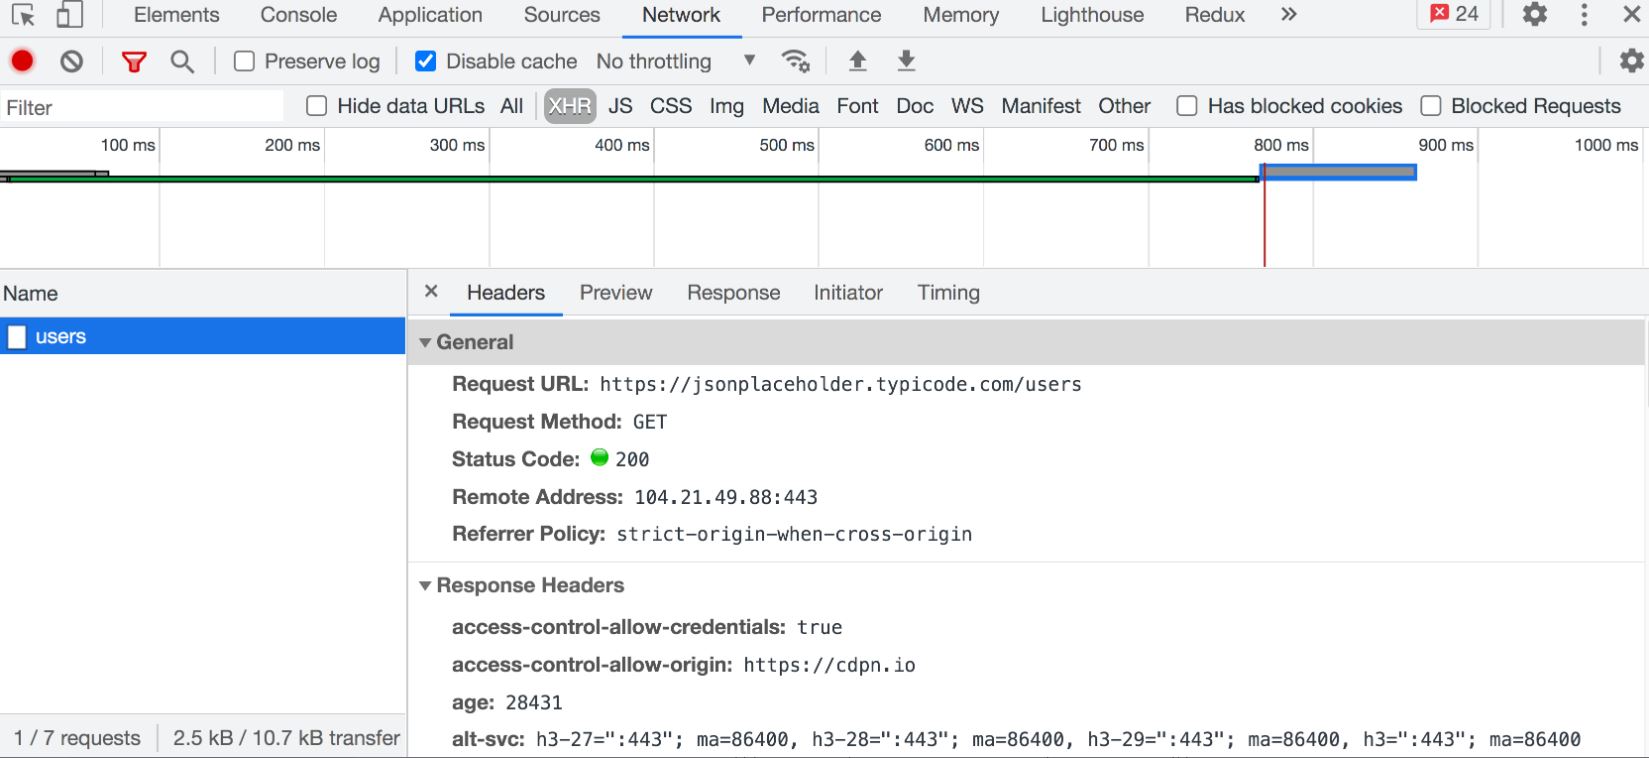 Elements Console Application Sources Network Performance Memory Lighthouse Redux » 24
Preserve log Disable cache No throttling
Filter Hide data URLs All XHR JS CSS Img Media Font Doc WS Manifest Other Has blocked cookies Blocked Requests
100 ms 200 ms 300 ms 400 ms 500 ms 600 ms 700 ms 800 ms 900 ms 1000 ms
Name
users
1 / 7 requests 2.5 kB / 10.7 kB transfer
Headers Preview Response Initiator Timing
General
Request URL: https://jsonplaceholder.typicode.com/users
Request Method: GET
Status Code: 200
Remote Address: 104.21.49.88:443
Referrer Policy: strict-origin-when-cross-origin
Response Headers
access-control-allow-credentials: true
access-control-allow-origin: https://cdpn.io
age: 28431
alt-svc: h3-27=":443"; ma=86400, h3-28=":443"; ma=86400, h3-29=":443"; ma=86400, h3=":443"; ma=86400